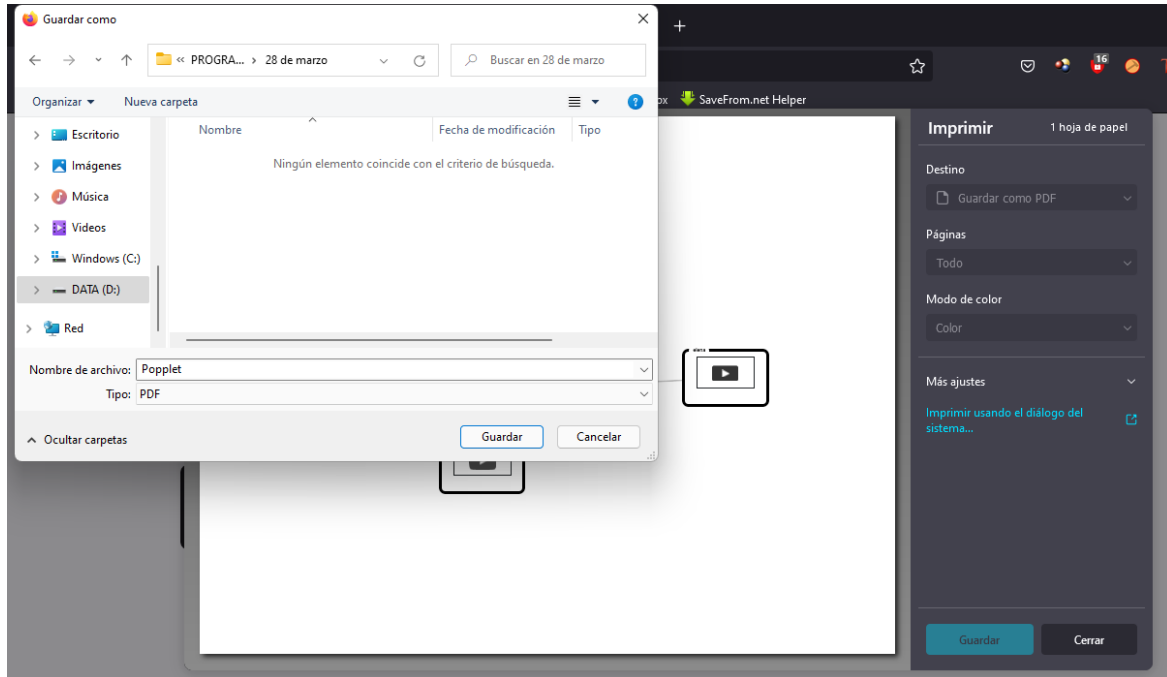 Guardar como
« PROGRA... > 28 de marzo
Buscar en 28 de marzo
Organizar
Nueva carpeta
Escritorio
Imágenes
Música
Videos
Windows (C:)
DATA (D:)
Red
Nombre
Fecha de modificación
Tipo
Ningún elemento coincide con el criterio de búsqueda.
Nombre de archivo: Popplet
Tipo: PDF
Ocultar carpetas
Guardar
Cancelar
16
SaveFrom.net Helper
Imprimir
1 hoja de papel
Destino
Guardar como PDF
Páginas
Todo
Modo de color
Color
Más ajustes
Imprimir usando el diálogo del
sistema...
Guardar
Cerrar